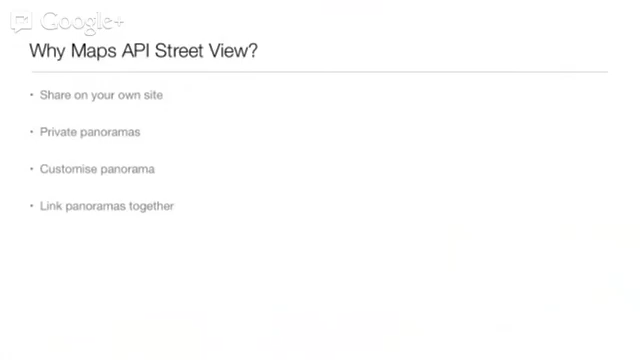 Google+
Why Maps API Street View?
• Share on your own site
• Private panoramas
• Customise panorama
• Link panoramas together